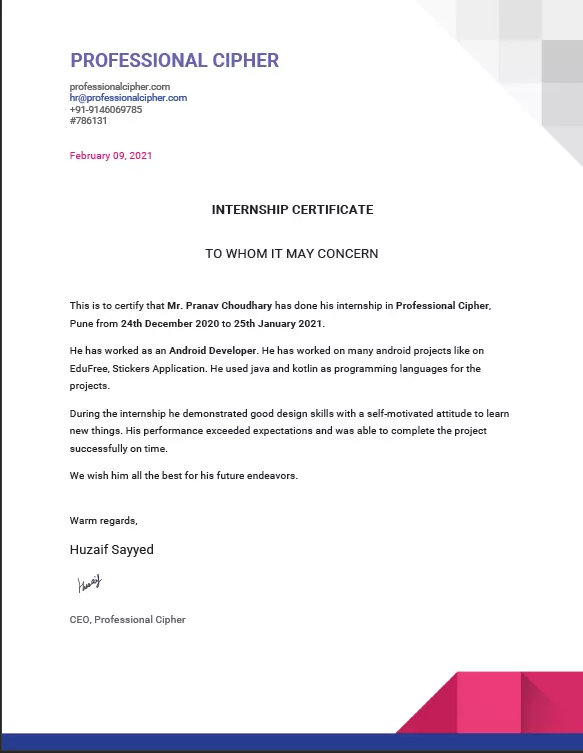 PROFESSIONAL CIPHER
professionalcipher.com
hr@professionalcipher.com
+91-9146069785
#786131
February 09, 2021
INTERNSHIP CERTIFICATE
TO WHOM IT MAY CONCERN
This is to certify that Mr. Pranav Choudhary has done his internship in Professional Cipher,
Pune from 24th December 2020 to 25th January 2021.
He has worked as an Android Developer. He has worked on many android projects like on
EduFree, Stickers Application. He used java and kotlin as programming languages for the
projects.
During the internship he demonstrated good design skills with a self-motivated attitude to learn
new things. His performance exceeded expectations and was able to complete the project
successfully on time.
We wish him all the best for his future endeavors.
Warm regards,
Huzaif Sayyed
Huzaif
CEO, Professional Cipher